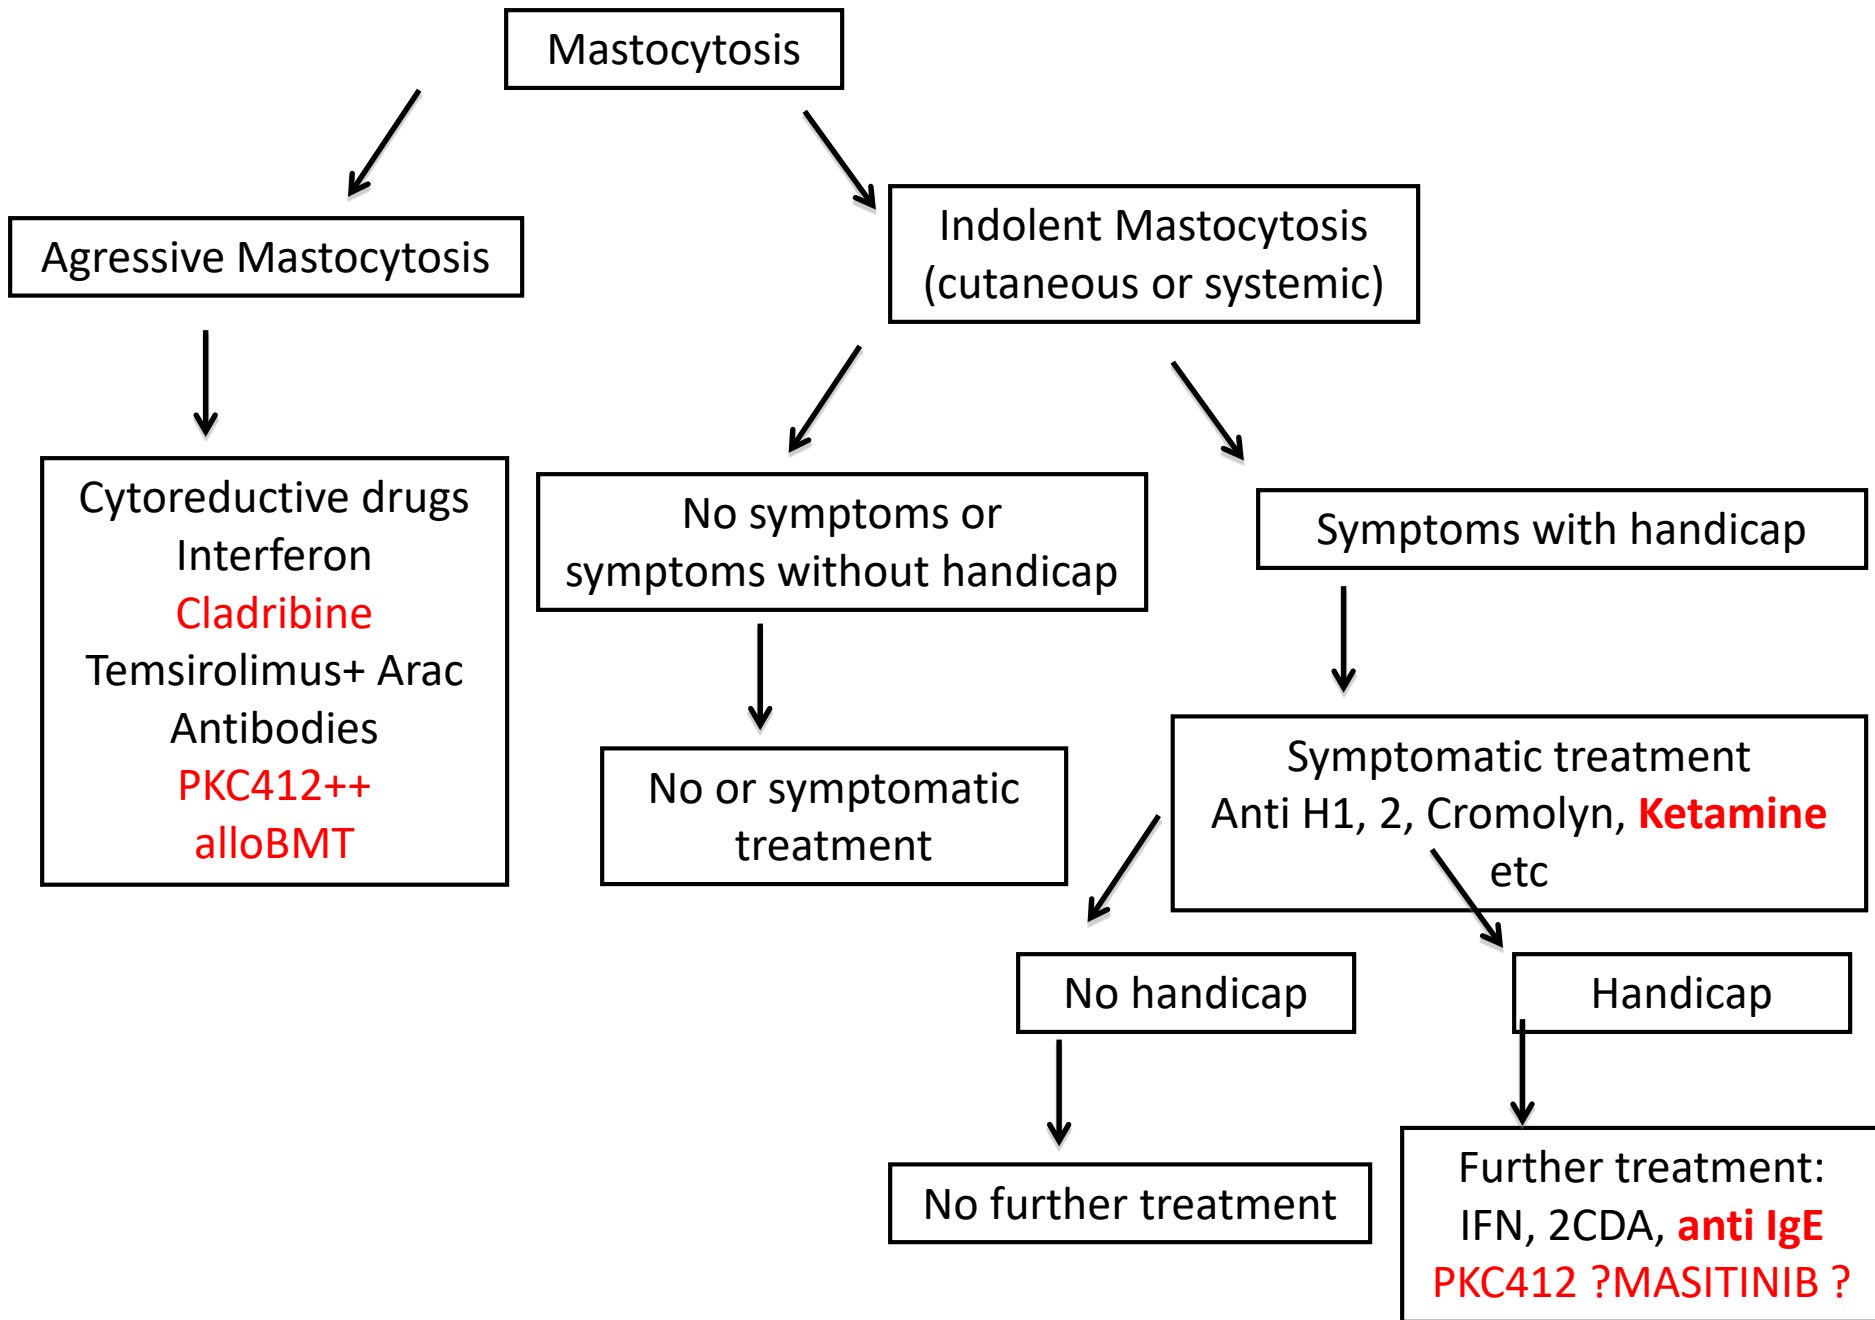 Mastocytosis
Agressive Mastocytosis
Indolent Mastocytosis
(cutaneous or systemic)
Cytoreductive drugs
Interferon
Cladribine
Temsirolimus+ Arac
Antibodies
PKC412++
alloBMT
No symptoms or
symptoms without handicap
Symptoms with handicap
No or symptomatic
treatment
Symptomatic treatment
Anti H1, 2, Cromolyn, Ketamine
etc
No handicap
Handicap
No further treatment
Further treatment:
IFN, 2CDA, anti IgE
PKC412 ?MASITINIB ?